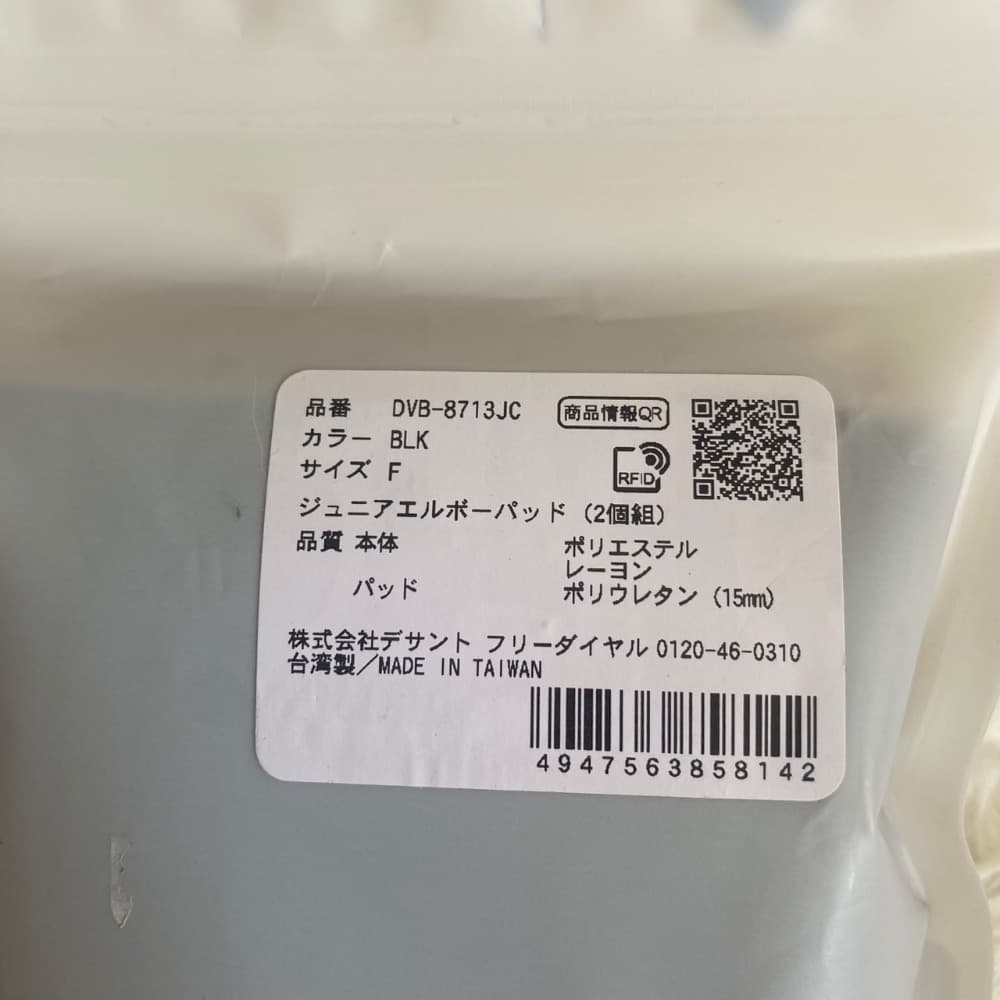 品番 DVB-8713JC 商品情報QR
カラー BLK
サイズ F RFID
ジュニアエルボーパッド (2個組)
品質 本体 ポリエステル
レーヨン
パッド ポリウレタン (15mm)
株式会社デサント フリーダイヤル 0120-46-0310
台湾製/MADE IN TAIWAN
4947563858142